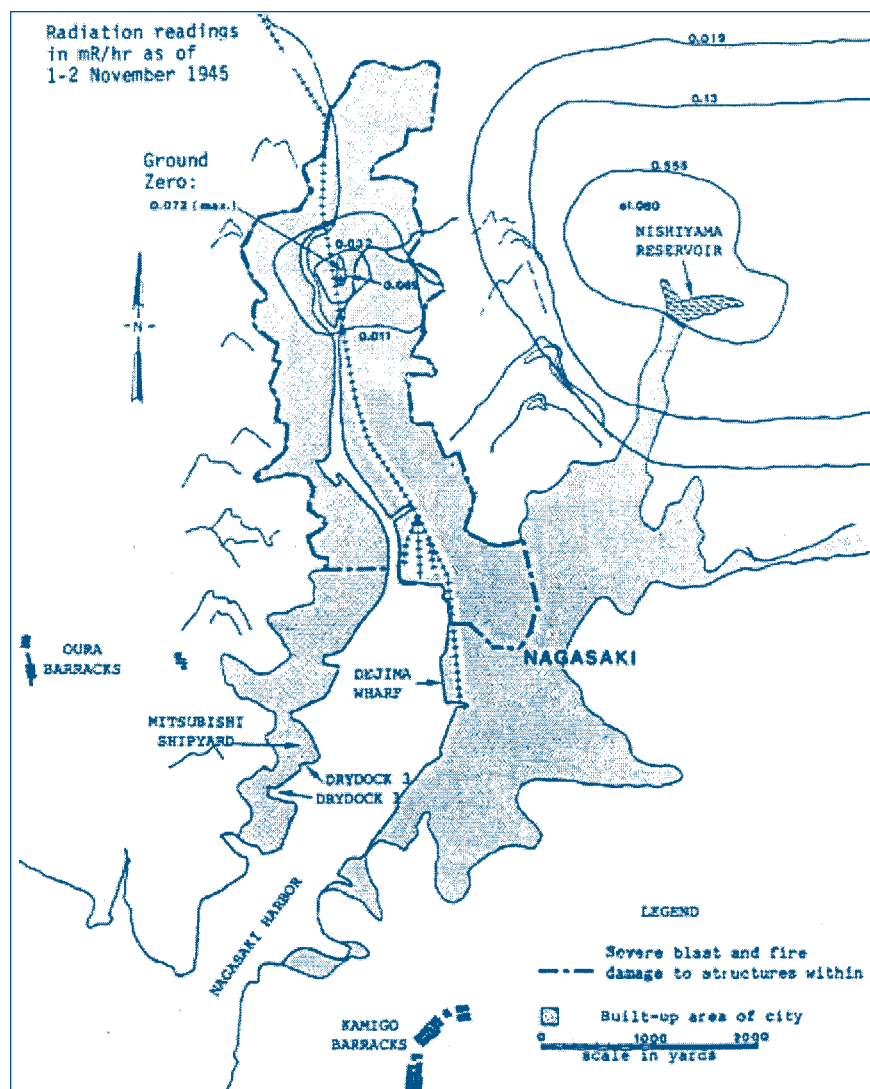 Radiation readings
in mR/hr as of
1-2 November 1945
0.019
0.13
0.555
Ground
Zero:
0.072 (max.)
1.080
NISHIYAMA
RESERVOIR
0.032
0.011
-N-
OURA
BARRACKS
DEJIMA
WHARF
NAGASAKI
MITSUBISHI
SHIPYARD
DRYDOCK 3
DRYDOCK
NAGASAKI HARBOR
KAMIGO
BARRACKS
LEGEND
Severe blast and fire
damage to structures within
Built-up area of city
0 1000 2000
scale in yards